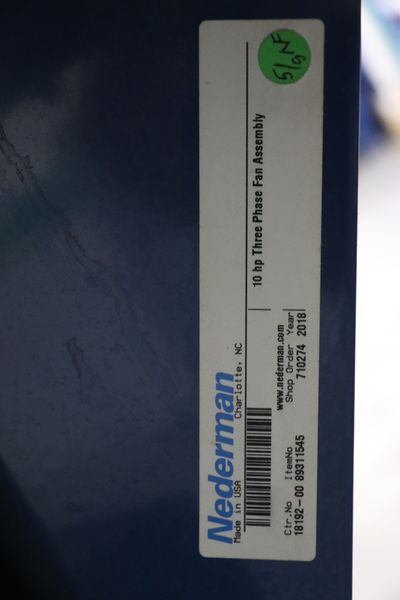 Nederman
Made in USA Charlotte, NC
10 hp Three Phase Fan Assembly
www.nederman.com
Ctr.No ItemNo Shop Order Year
18192-00 89311545 710274 2018